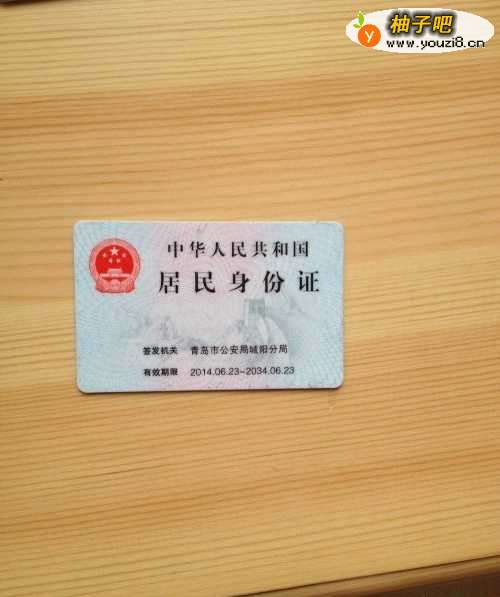 柚子吧
www.youzi8.cn
中华人民共和国
居民身份证
签发机关 青岛市公安局城阳分局
有效期限 2014.06.23-2034.06.23